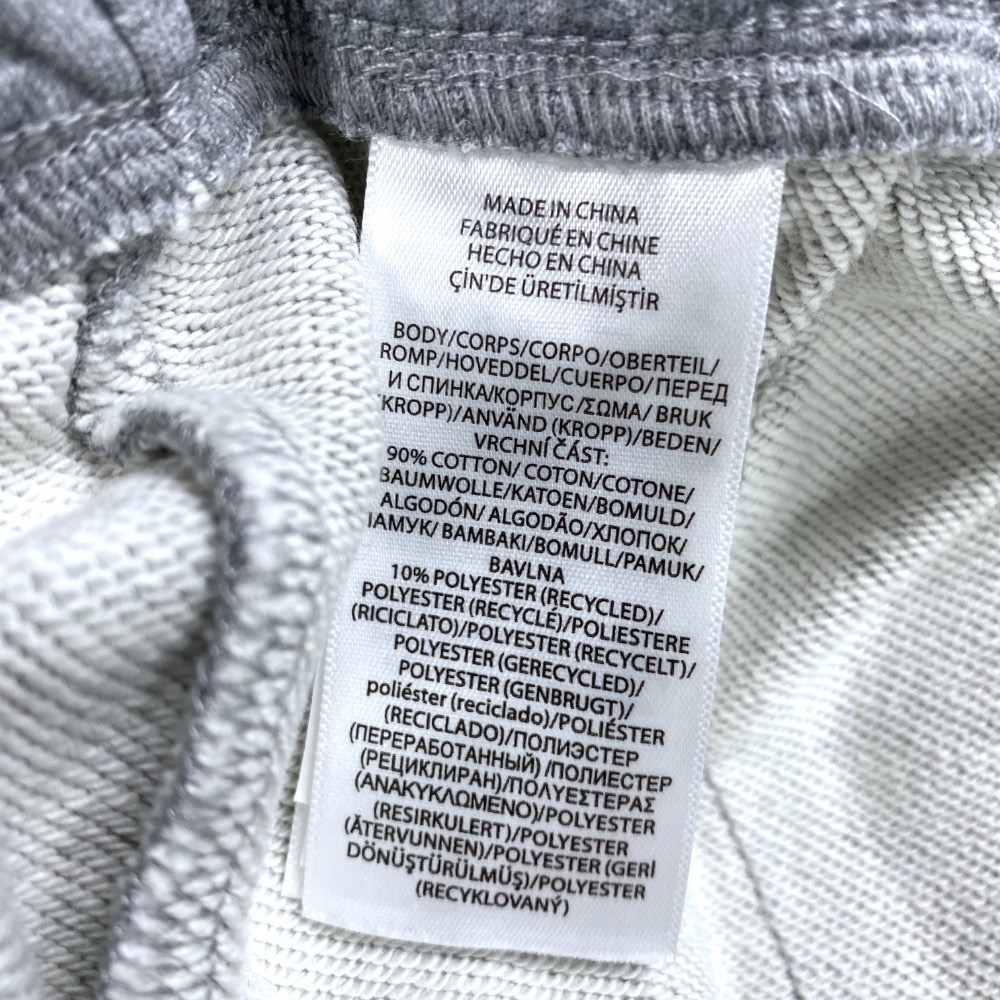 MADE IN CHINA
FABRIQUÉ EN CHINE
HECHO EN CHINA
ÇİN'DE ÜRETİLMİŞTİR
BODY/CORPS/CORPO/OBERTEIL/
ROMP/HOVEDDEL/CUERPO/ ПЕРЕД
И СПИНКА/КОРПУС/ΣΩΜΑ/ BRUK
(KROPP)/ANVÄND (KROPP)/BEDEN/
VRCHNÍ ČÁST:
90% COTTON/ COTON/COTONE/
BAUMWOLLE/KATOEN/BOMULD/
ALGODÓN/ ALGODÃO/ХЛОПОК/
ПАМУК/ BAMBAKI/BOMULL/PAMUK/
BAVLNA
10% POLYESTER (RECYCLED)/
POLYESTER (RECYCLÉ)/POLIESTERE
(RICICLATO)/POLYESTER (RECYCELT)/
POLYESTER (GERECYCLED)/
POLYESTER (GENBRUGT)/
poliéster (reciclado)/POLIÉSTER
(RECICLADO)/ПОЛИЭСТЕР
(ПЕРЕРАБОТАННЫЙ) /ПОЛИЕСТЕР
(РЕЦИКЛИРАН)/ΠΟΛΥΕΣΤΕΡΑΣ
(ΑΝΑΚΥΚΛΩΜΕΝΟ)/POLYESTER
(RESIRKULERT)/POLYESTER
(ÅTERVUNNEN)/POLYESTER (GERİ
DÖNÜŞTÜRÜLMÜŞ)/POLYESTER
(RECYKLOVANÝ)